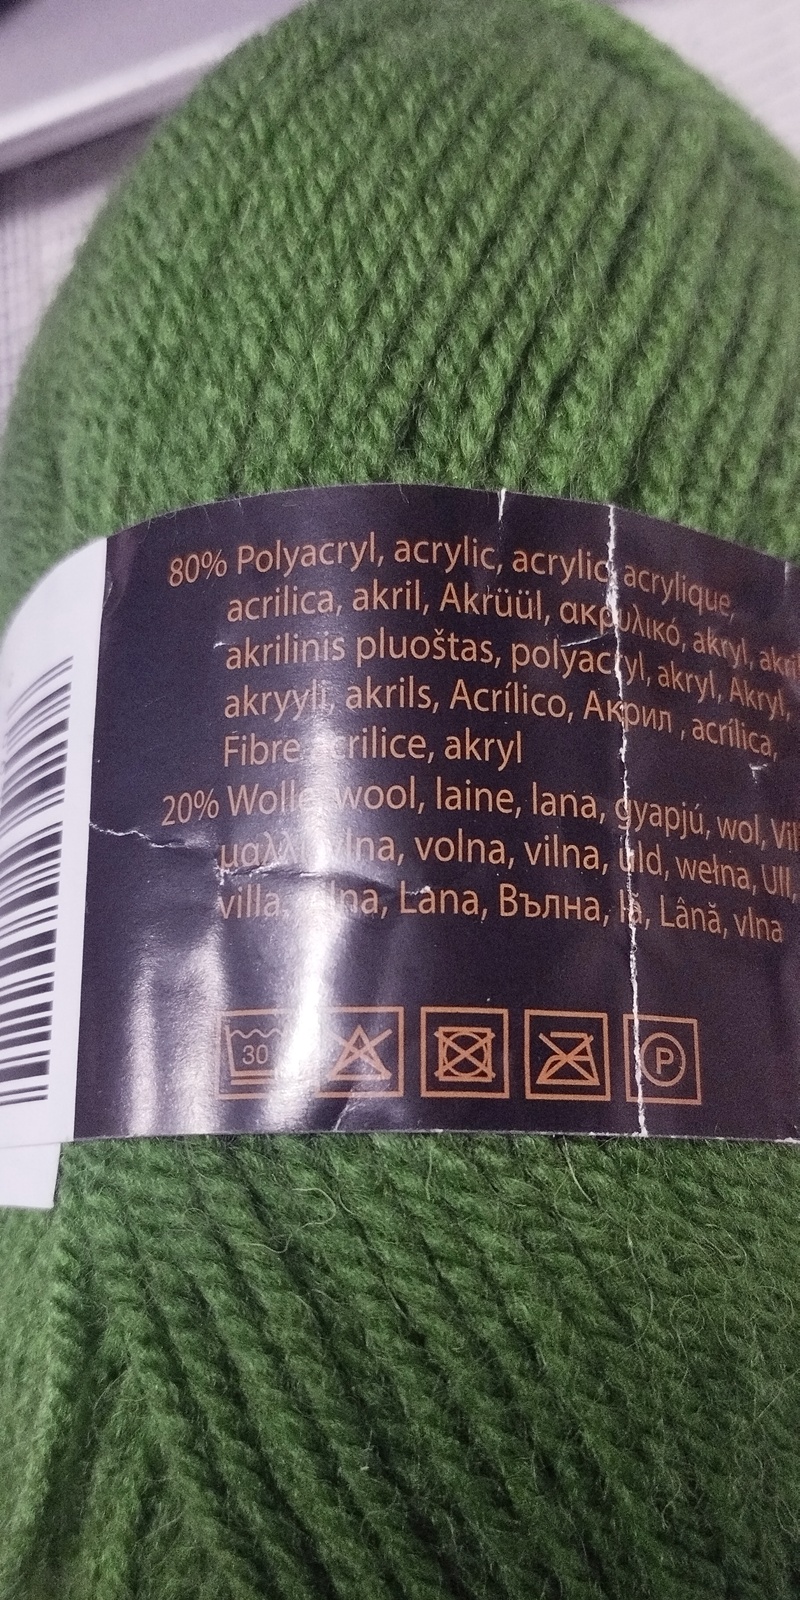 80% Polyacryl, acrylic, acrylic, acrylique,
acrilica, akril, Akrüül, ακρυλικό, akryl,
akrilinis pluoštas, polyacryl, akryl, Akryl,
akryyli, akrils, Acrílico, Акрил , acrílica,
Fibre acrilice, akryl
20% Wolle, wool, laine, lana, gyapjú, wol,
vlna, volna, vilna, uld, wełna, Ull,
villa, Lana, Вълна, lã, Lână, vlna
30
P